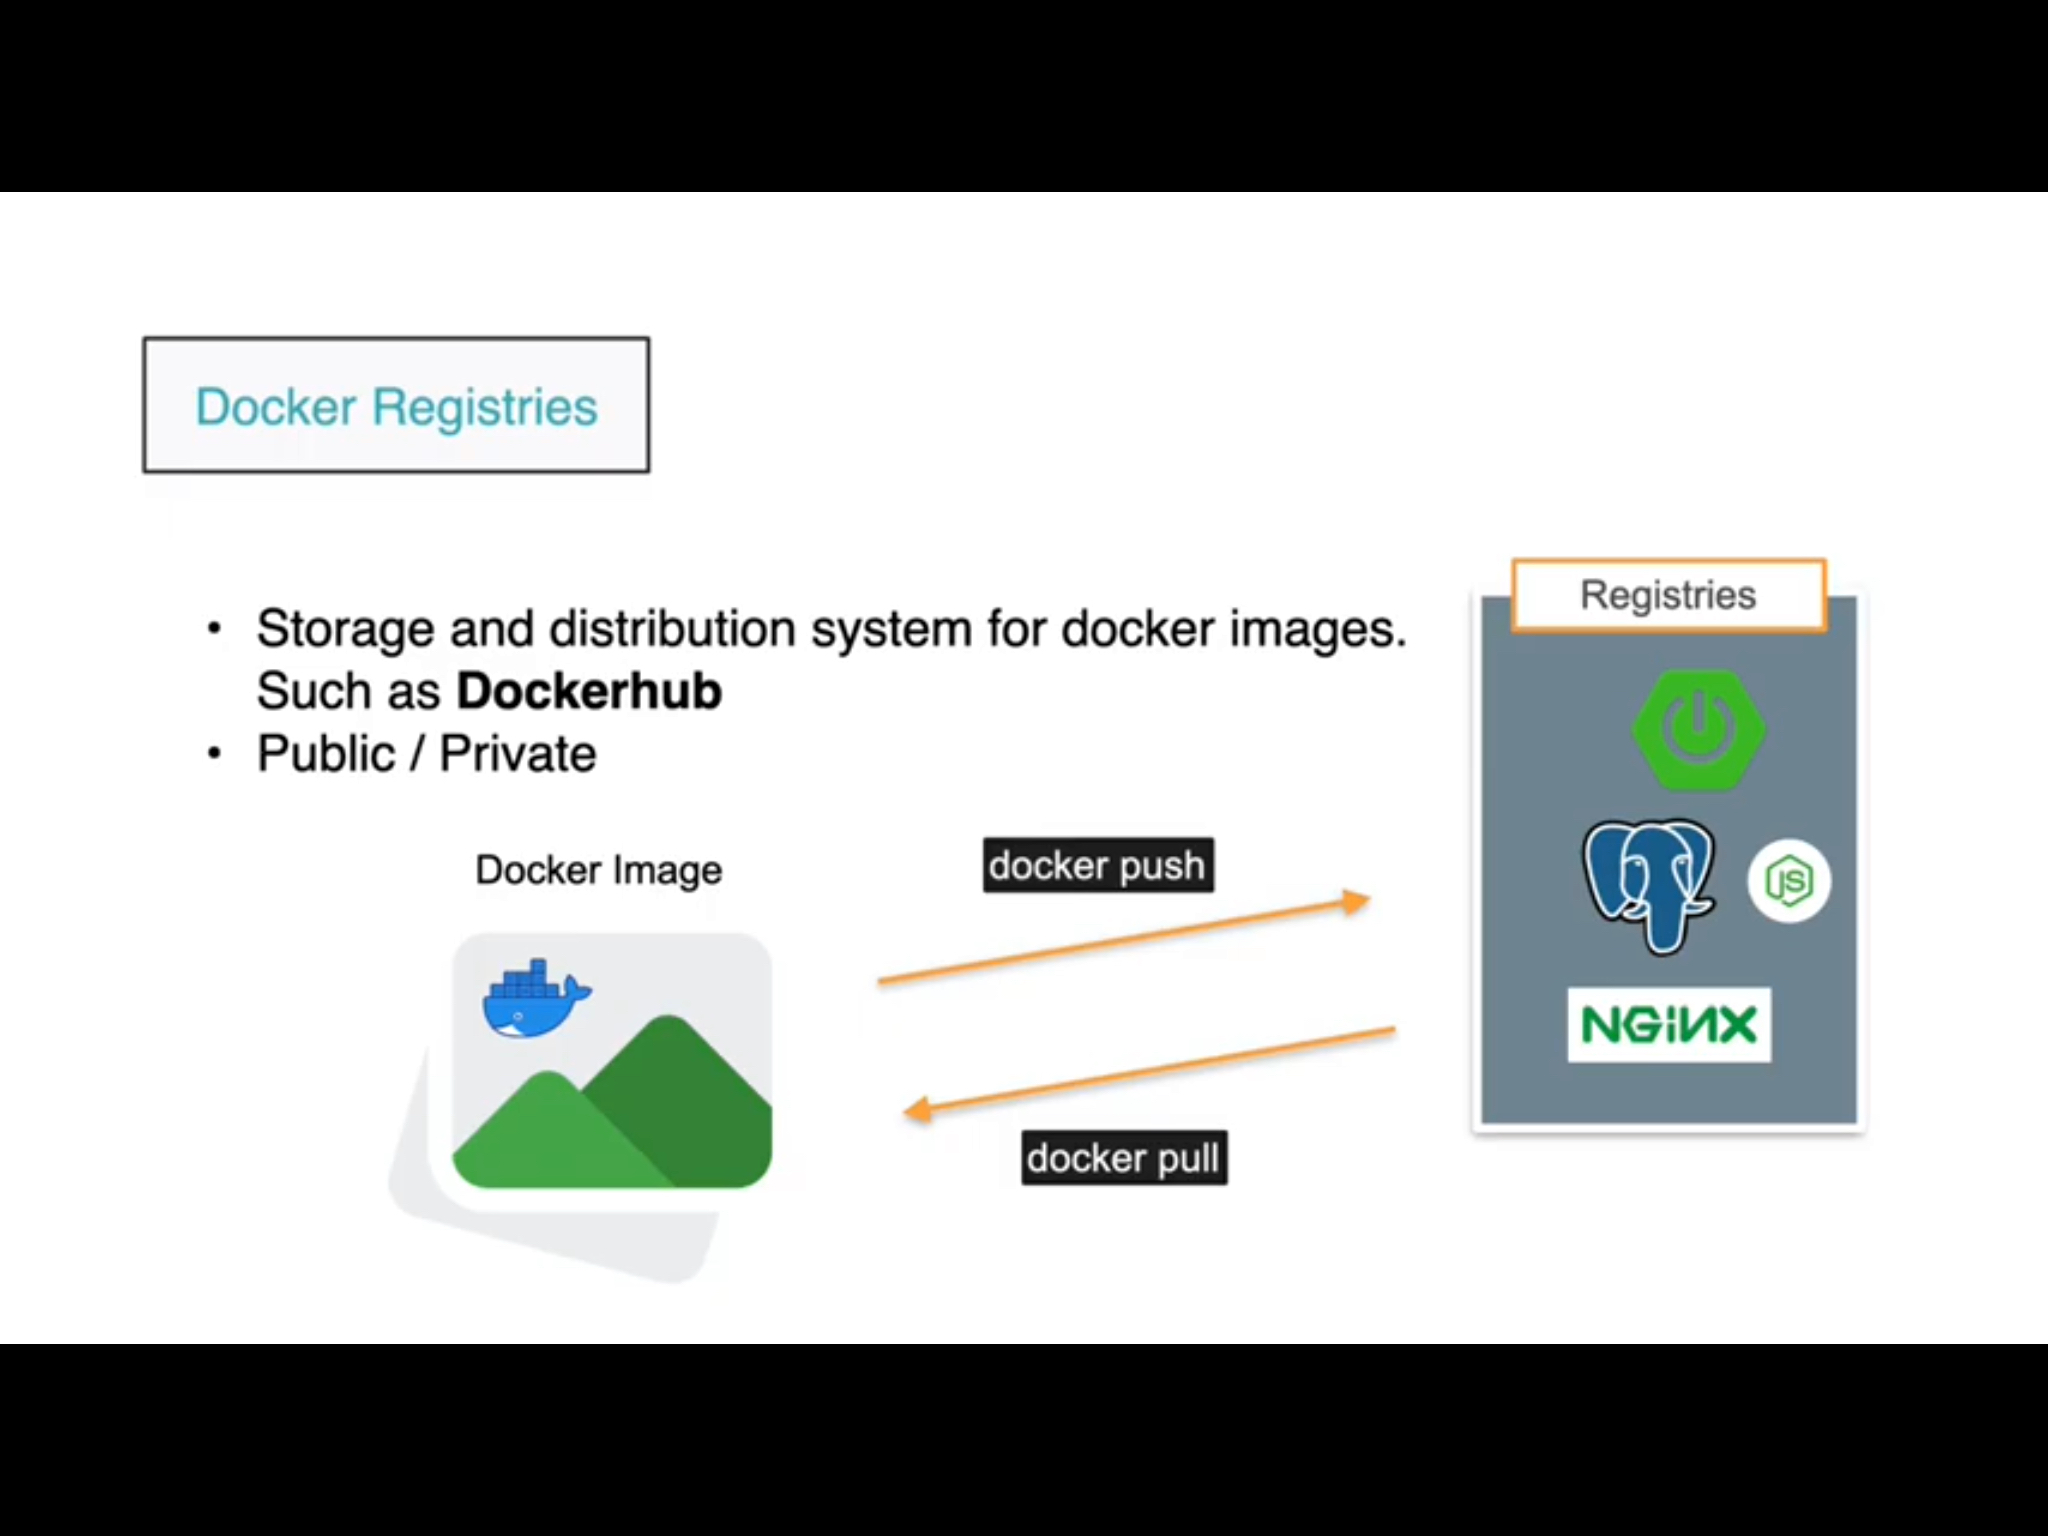 Docker Registries
• Storage and distribution system for docker images.
Such as Dockerhub
• Public / Private
Docker Image
docker push
docker pull
Registries
JS
NGiNX